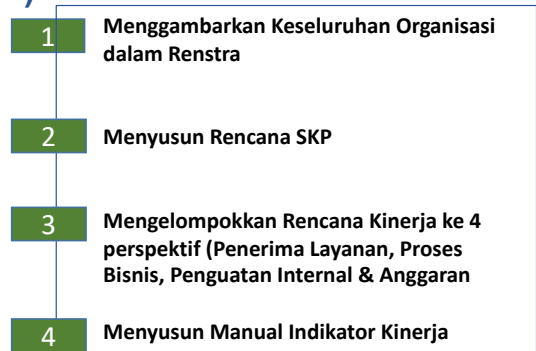 1
Menggambarkan Keseluruhan Organisasi
dalam Renstra
2
Menyusun Rencana SKP
3
Mengelompokkan Rencana Kinerja ke 4
perspektif (Penerima Layanan, Proses
Bisnis, Penguatan Internal & Anggaran
4
Menyusun Manual Indikator Kinerja